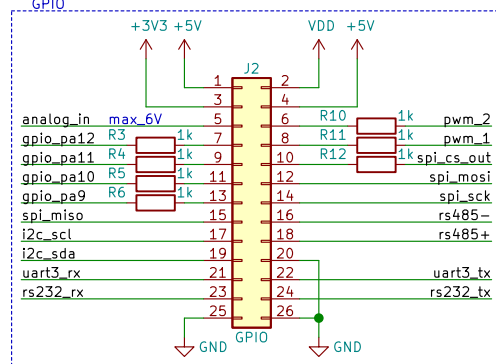 GPIO
+3V3 +5V VDD +5V
J2
1 2
3 4
analog_in max_6V 5 6 R10 1k pwm_2
gpio_pa12 R3 1k 7 8 R11 1k pwm_1
gpio_pa11 R4 1k 9 10 R12 1k spi_cs_out
gpio_pa10 R5 1k 11 12 spi_mosi
gpio_pa9 R6 1k 13 14 spi_sck
spi_miso 15 16 rs485-
i2c_scl 17 18 rs485+
i2c_sda 19 20
uart3_rx 21 22 uart3_tx
rs232_rx 23 24 rs232_tx
25 26
GND GPIO GND